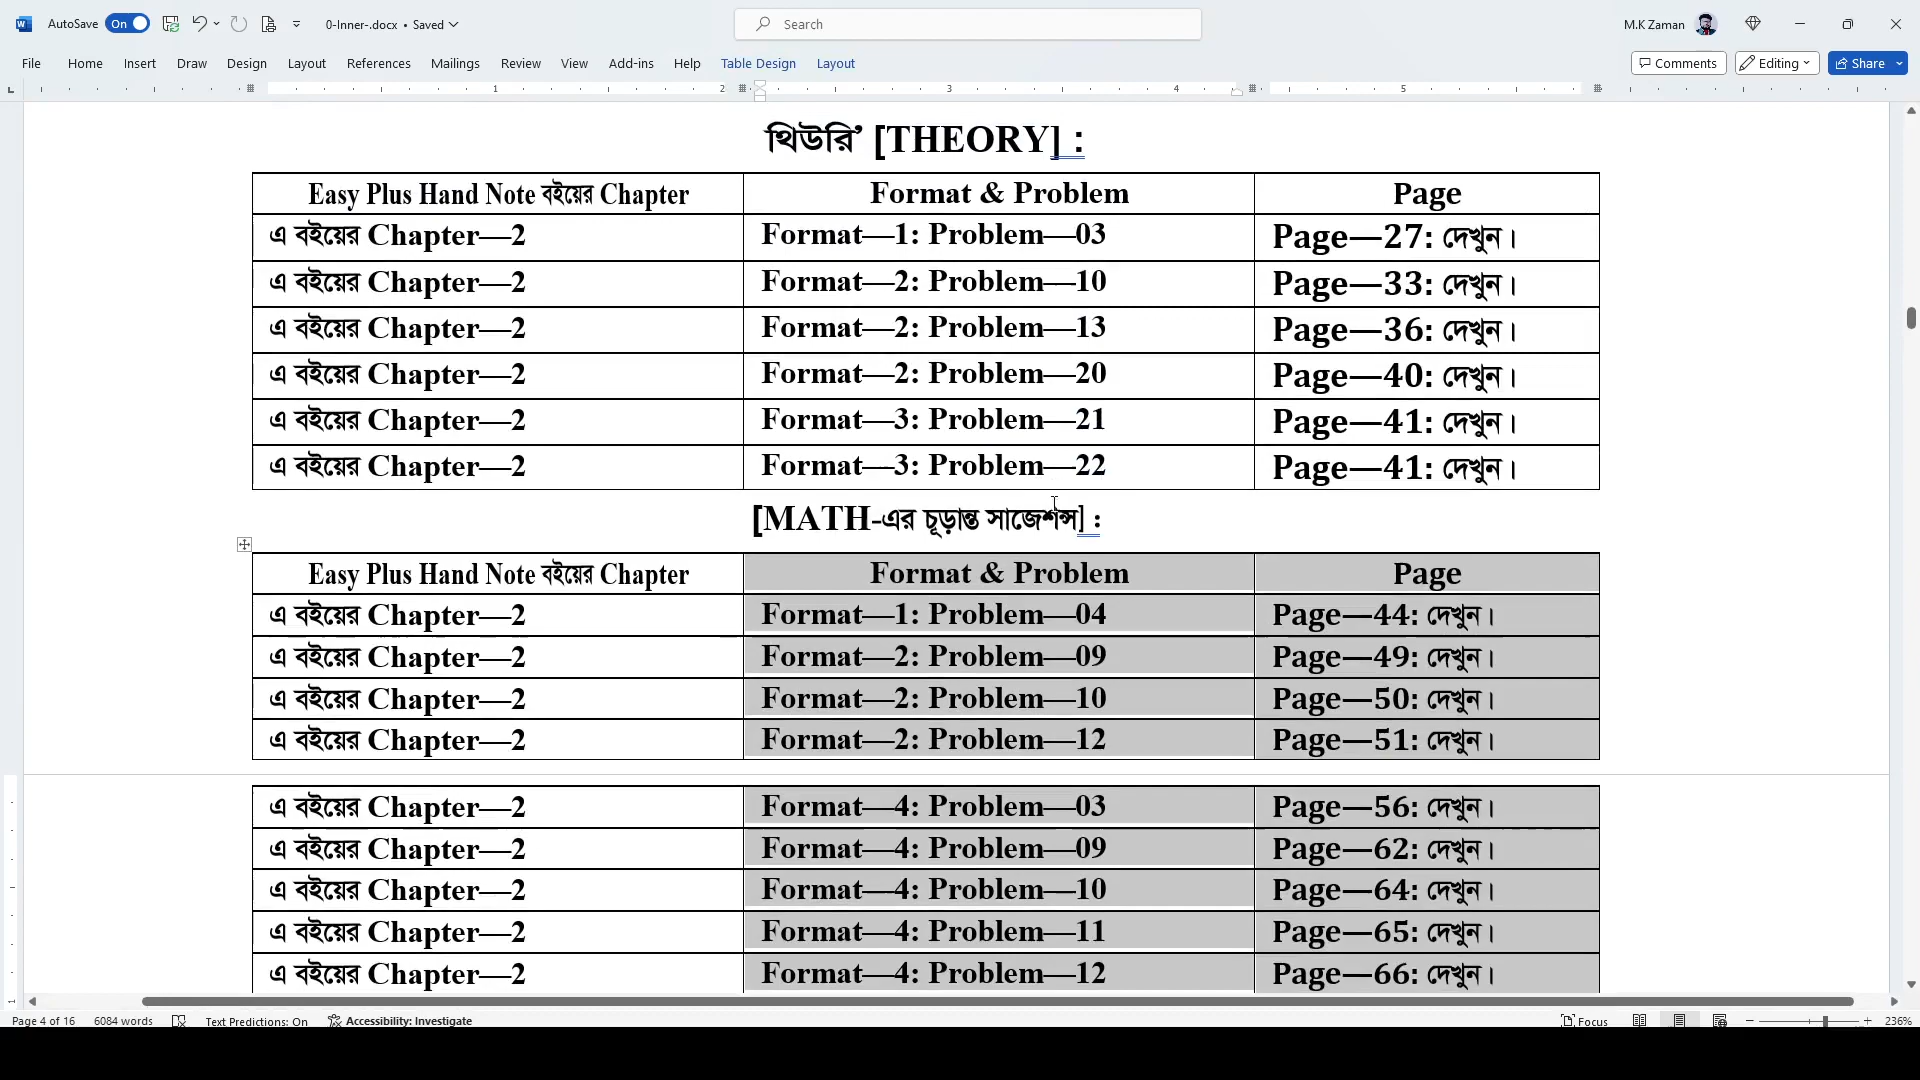 AutoSave On 0-Inner-.docx • Saved Search M.K Zaman
File Home Insert Draw Design Layout References Mailings Review View Add-ins Help Table Design Layout Comments Editing Share
1 2 3 4 5
থিউরি’ [THEORY] :
Easy Plus Hand Note বইয়ের Chapter Format & Problem Page
এ বইয়ের Chapter—2 Format—1: Problem—03 Page—27: দেখুন।
এ বইয়ের Chapter—2 Format—2: Problem—10 Page—33: দেখুন।
এ বইয়ের Chapter—2 Format—2: Problem—13 Page—36: দেখুন।
এ বইয়ের Chapter—2 Format—2: Problem—20 Page—40: দেখুন।
এ বইয়ের Chapter—2 Format—3: Problem—21 Page—41: দেখুন।
এ বইয়ের Chapter—2 Format—3: Problem—22 Page—41: দেখুন।
[MATH-এর চূড়ান্ত সাজেশন্স] :
Easy Plus Hand Note বইয়ের Chapter Format & Problem Page
এ বইয়ের Chapter—2 Format—1: Problem—04 Page—44: দেখুন।
এ বইয়ের Chapter—2 Format—2: Problem—09 Page—49: দেখুন।
এ বইয়ের Chapter—2 Format—2: Problem—10 Page—50: দেখুন।
এ বইয়ের Chapter—2 Format—2: Problem—12 Page—51: দেখুন।
এ বইয়ের Chapter—2 Format—4: Problem—03 Page—56: দেখুন।
এ বইয়ের Chapter—2 Format—4: Problem—09 Page—62: দেখুন।
এ বইয়ের Chapter—2 Format—4: Problem—10 Page—64: দেখুন।
এ বইয়ের Chapter—2 Format—4: Problem—11 Page—65: দেখুন।
এ বইয়ের Chapter—2 Format—4: Problem—12 Page—66: দেখুন।
Page 4 of 16 6084 words Text Predictions: On Accessibility: Investigate Focus 236%